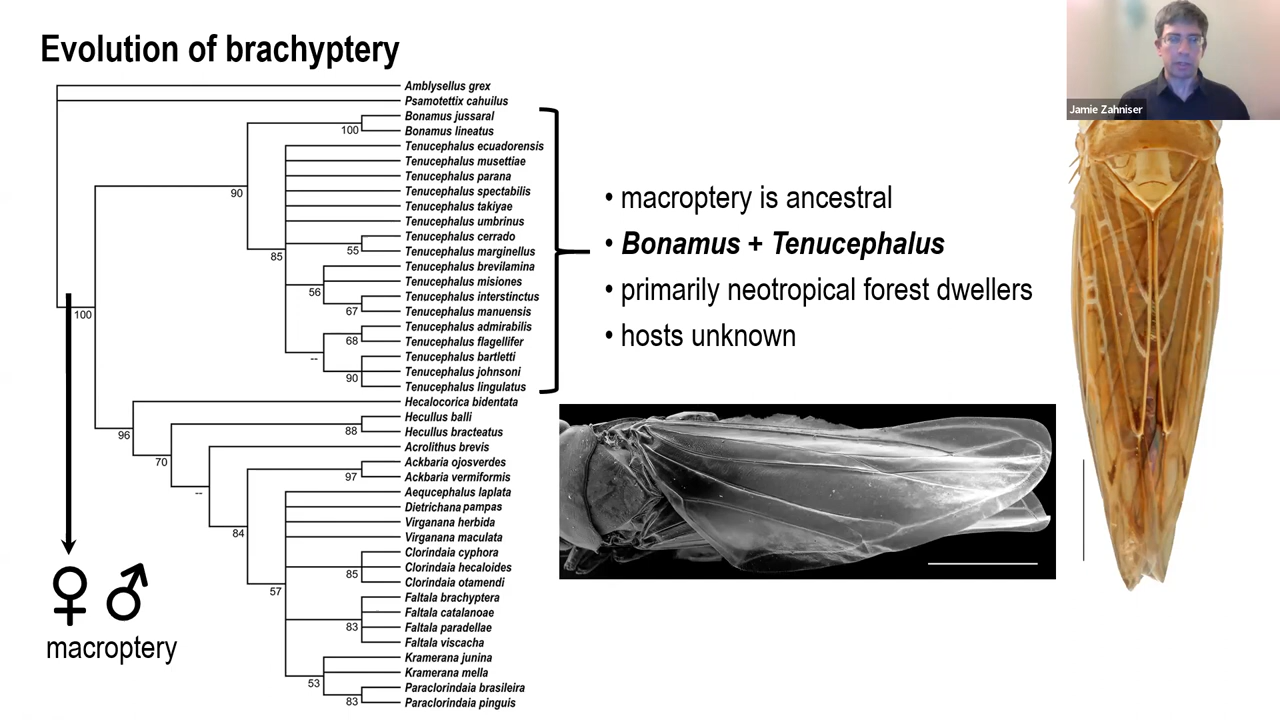 Evolution of brachyptery
Amblysellus grex
Psamotettix cahuilus
Bonamus jussaral
100
Bonamus lineatus
Tenucephalus ecuadorensis
Tenucephalus musettiae
Tenucephalus parana
90
Tenucephalus spectabilis
Tenucephalus takiyae
Tenucephalus umbrinus
Tenucephalus cerrado
55
Tenucephalus marginellus
85
Tenucephalus brevilamina
Tenucephalus misiones
56
Tenucephalus interstinctus
67
Tenucephalus manuensis
100
Tenucephalus admirabilis
68
Tenucephalus flagellifer
--
Tenucephalus bartletti
90
Tenucephalus johnsoni
Tenucephalus lingulatus
Hecalocorica bidentata
Hecullus balli
96
88
Hecullus bracteatus
Acrolithus brevis
70
Ackbaria ojosverdes
97
Ackbaria vermiformis
--
Aequcephalus laplata
Dietrichana pampas
Virganana herbida
84
Virganana maculata
Clorindaia cyphora
Clorindaia hecaloides
85
Clorindaia otamendi
57
Faltala brachyptera
Faltala catalanoae
83
Faltala paradellae
Faltala viscacha
Kramerana junina
Kramerana mella
53
Paraclorindaia brasileira
83
Paraclorindaia pinguis
♀ ♂
macroptery
• macroptery is ancestral
• Bonamus + Tenucephalus
• primarily neotropical forest dwellers
• hosts unknown
Jamie Zahniser